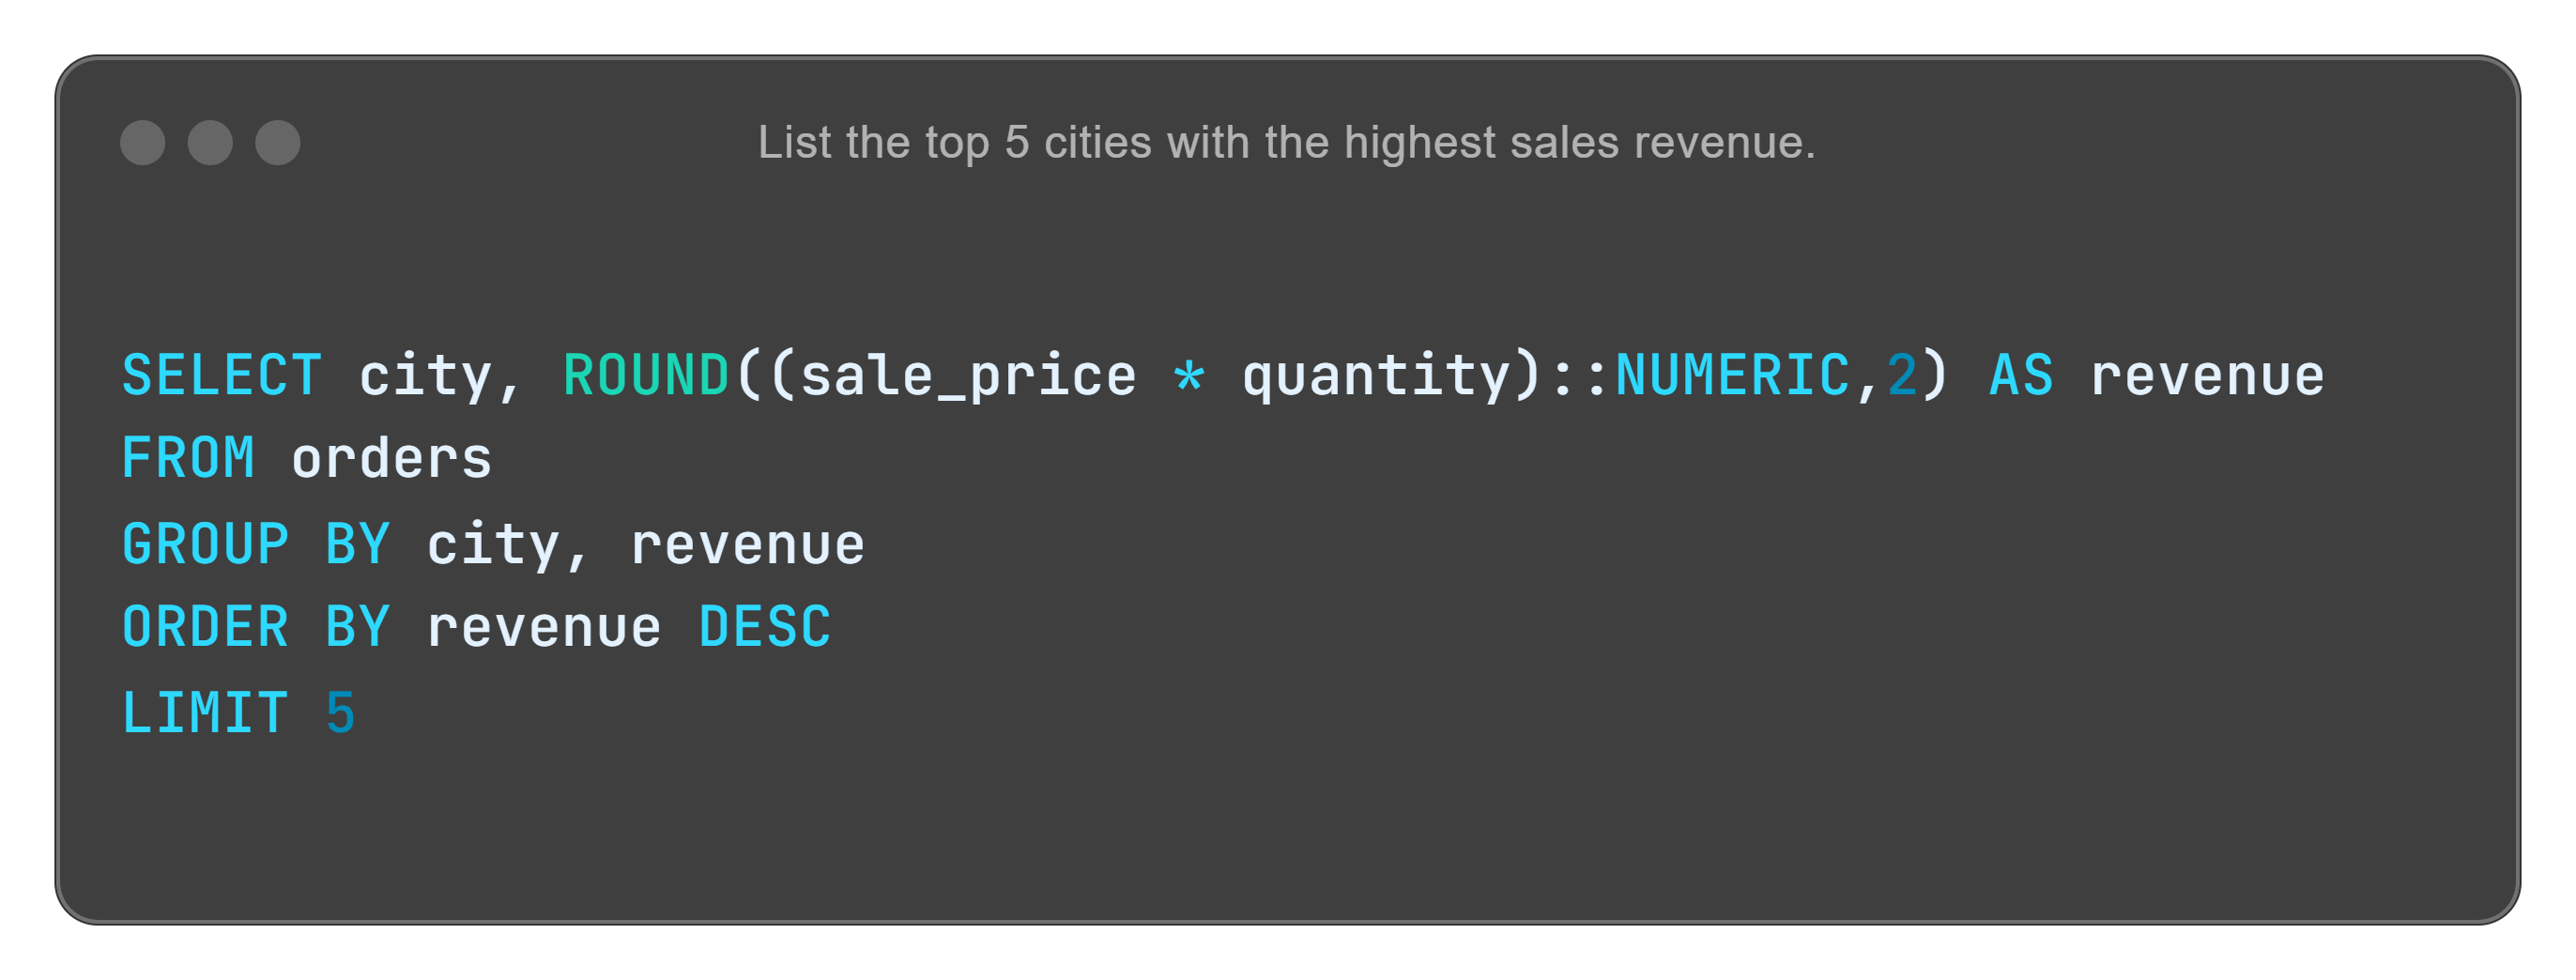 List the top 5 cities with the highest sales revenue.
SELECT city, ROUND((sale_price * quantity)::NUMERIC,2) AS revenue
FROM orders
GROUP BY city, revenue
ORDER BY revenue DESC
LIMIT 5